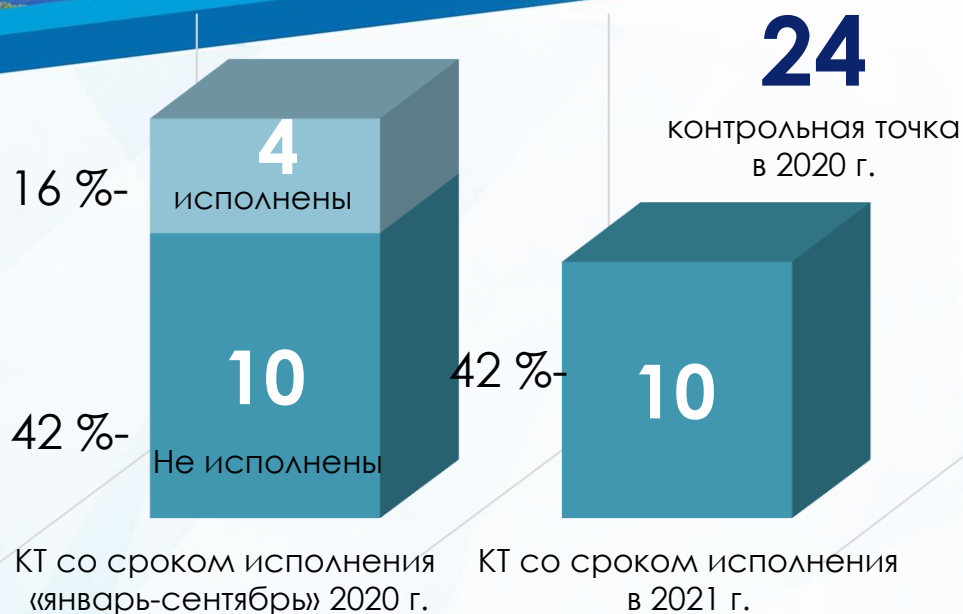 24
контрольная точка
в 2020 г.
16 %-
4
исполнены
42 %-
10
Не исполнены
42 %-
10
КТ со сроком исполнения
«январь-сентябрь» 2020 г.
КТ со сроком исполнения
в 2021 г.